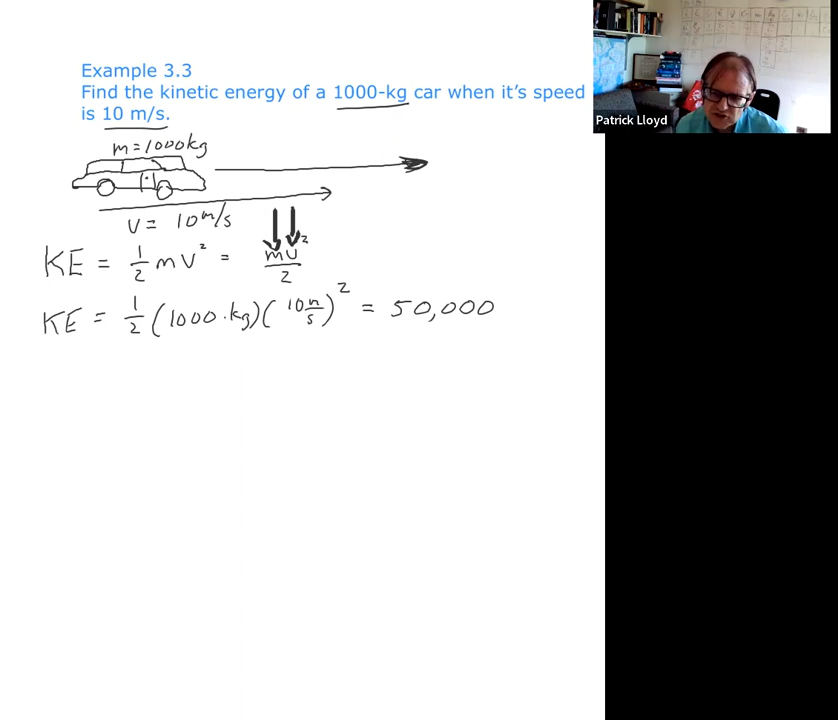 Example 3.3
Find the kinetic energy of a 1000-kg car when it's speed
is 10 m/s.
Patrick Lloyd
m = 1000kg
v = 10 m/s
KE = 1/2 mv² = mv²/2
KE = 1/2 (1000.kg)(10 m/s)² = 50,000